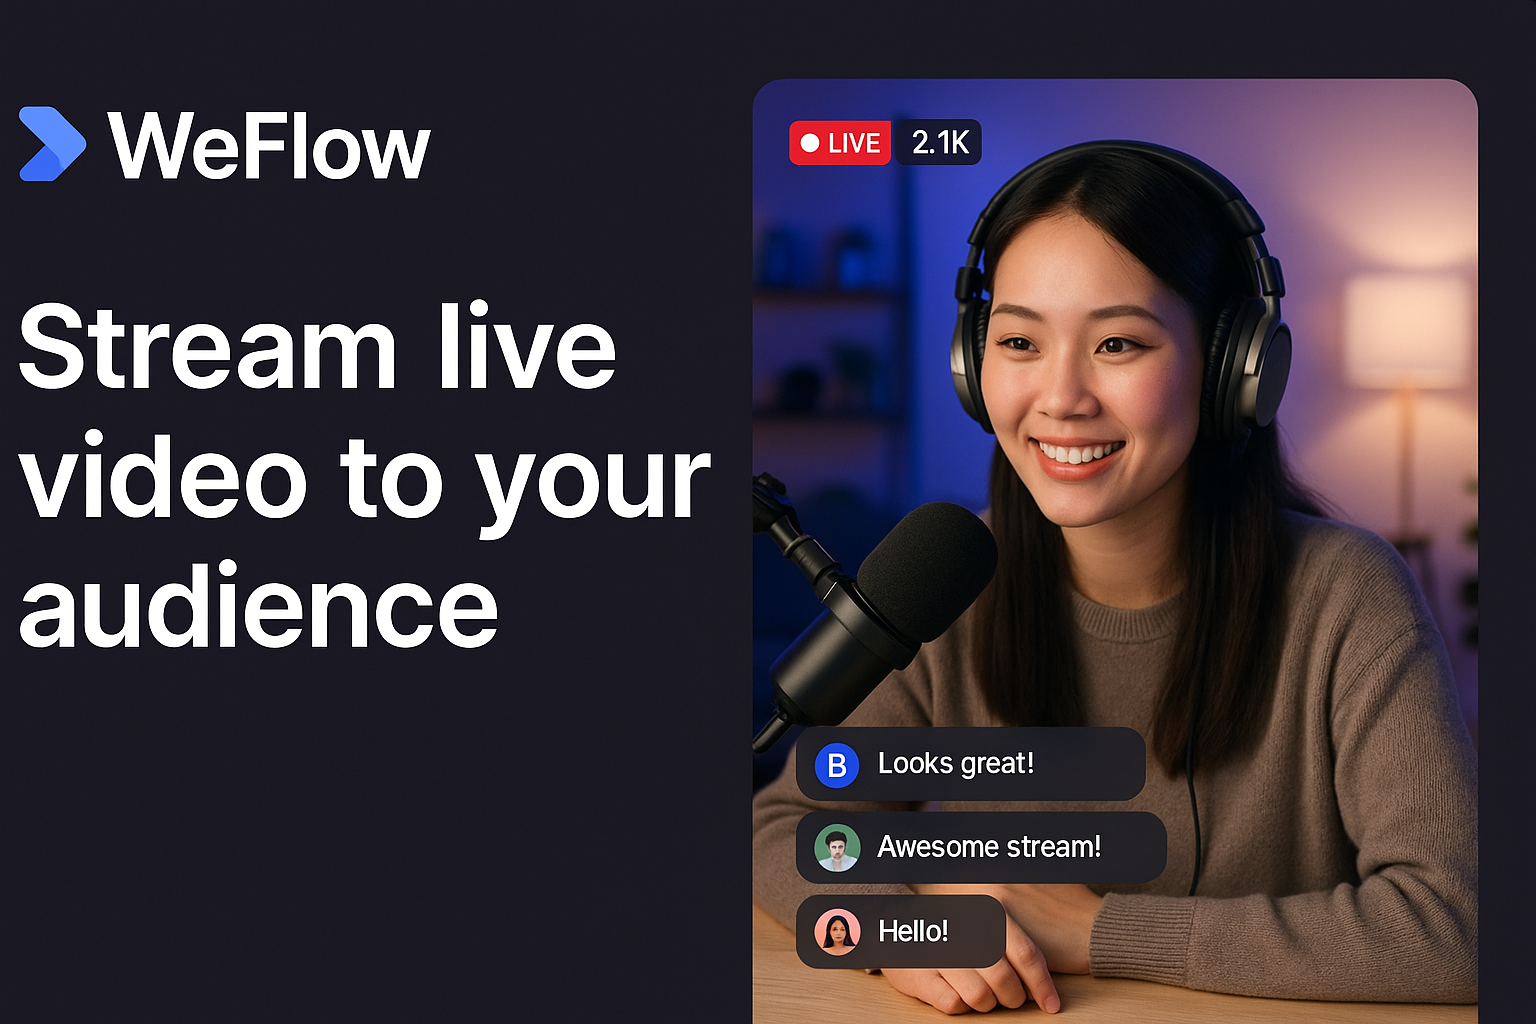 WeFlow
Stream live
video to your
audience
LIVE 2.1K
B Looks great!
Awesome stream!
Hello!